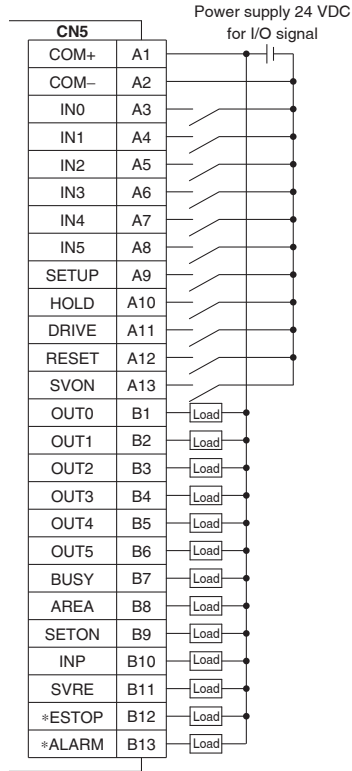 Power supply 24 VDC
for I/O signal
CN5
COM+ A1
COM− A2
IN0 A3
IN1 A4
IN2 A5
IN3 A6
IN4 A7
IN5 A8
SETUP A9
HOLD A10
DRIVE A11
RESET A12
SVON A13
OUT0 B1 Load
OUT1 B2 Load
OUT2 B3 Load
OUT3 B4 Load
OUT4 B5 Load
OUT5 B6 Load
BUSY B7 Load
AREA B8 Load
SETON B9 Load
INP B10 Load
SVRE B11 Load
∗ESTOP B12 Load
∗ALARM B13 Load